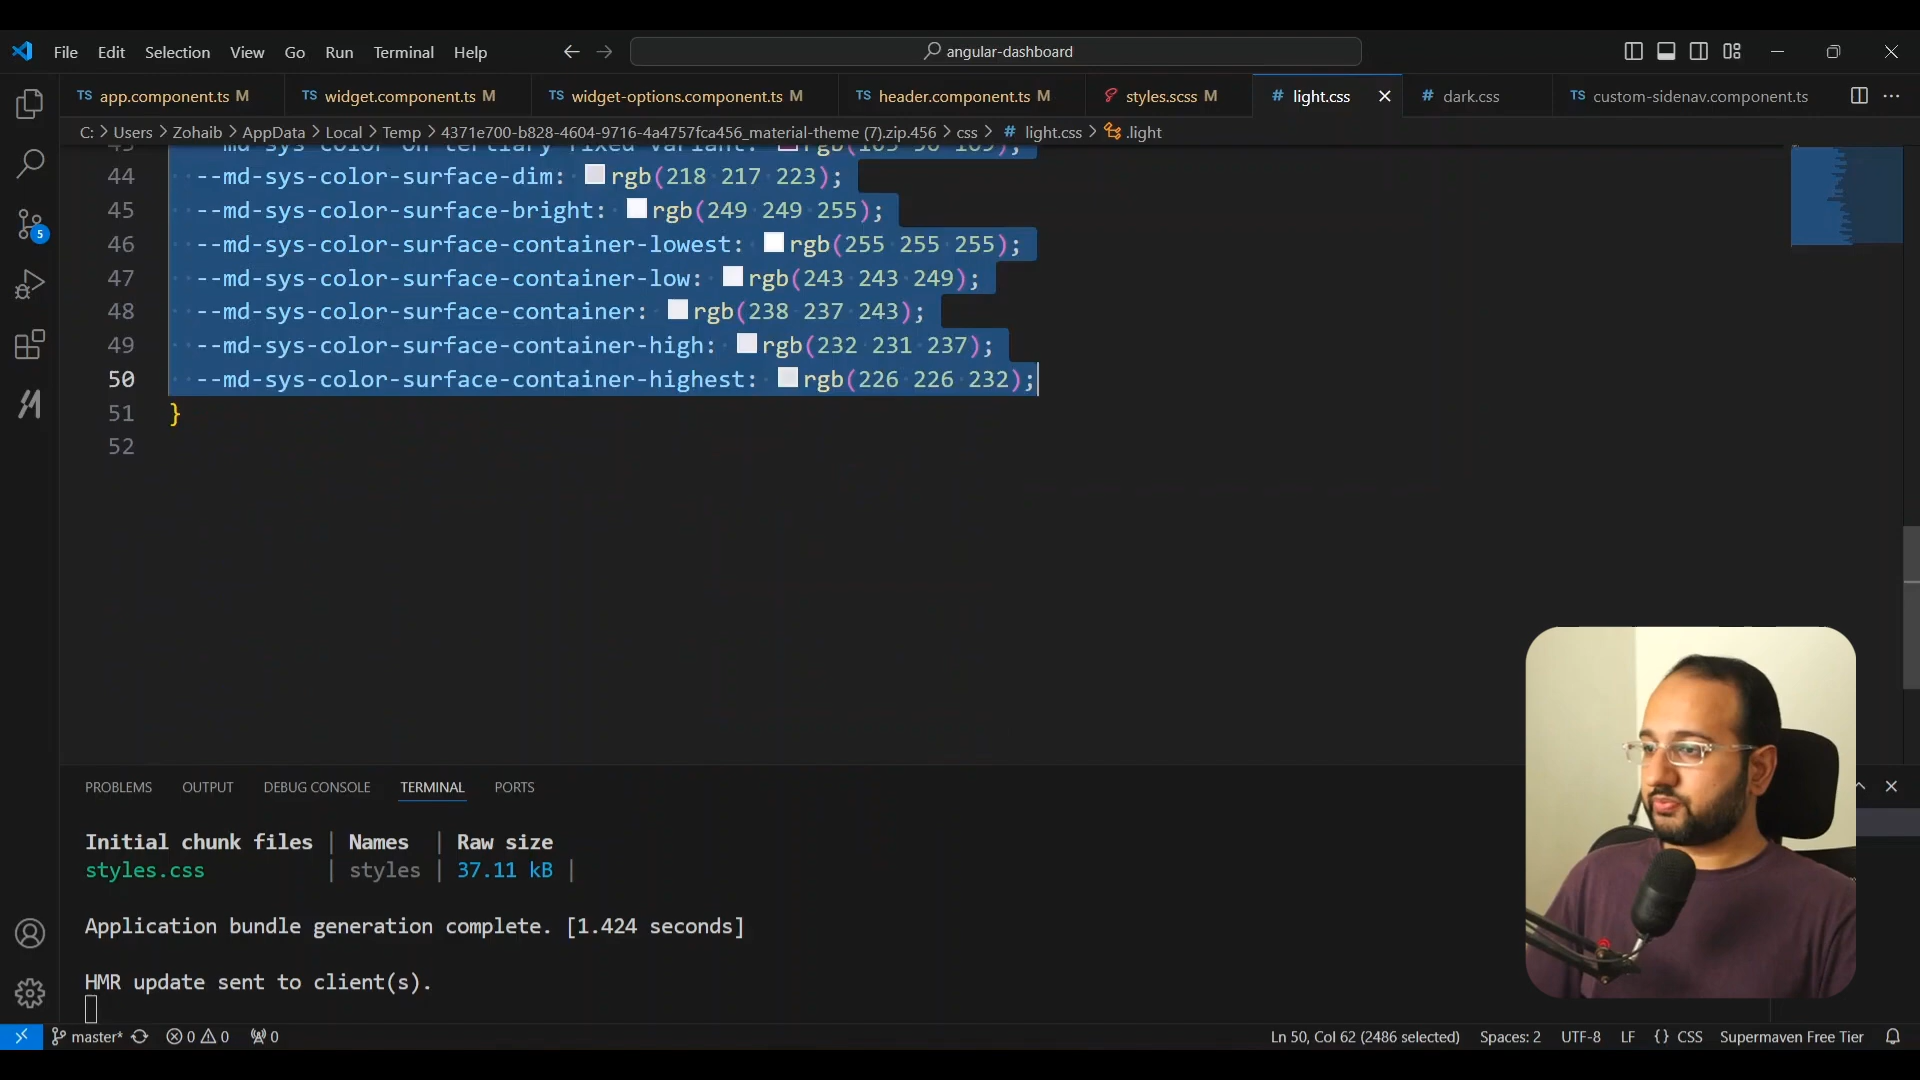 File Edit Selection View Go Run Terminal Help
angular-dashboard
TS app.component.ts M
TS widget.component.ts M
TS widget-options.component.ts M
TS header.component.ts M
styles.scss M
# light.css
# dark.css
TS custom-sidenav.component.ts
C: > Users > Zohaib > AppData > Local > Temp > 4371e700-b828-4604-9716-4a4757fca456_material-theme (7).zip.456 > css > # light.css > .light
44 --md-sys-color-surface-dim: rgb(218 217 223);
45 --md-sys-color-surface-bright: rgb(249 249 255);
46 --md-sys-color-surface-container-lowest: rgb(255 255 255);
47 --md-sys-color-surface-container-low: rgb(243 243 249);
48 --md-sys-color-surface-container: rgb(238 237 243);
49 --md-sys-color-surface-container-high: rgb(232 231 237);
50 --md-sys-color-surface-container-highest: rgb(226 226 232);
51 }
52
5
PROBLEMS OUTPUT DEBUG CONSOLE TERMINAL PORTS
Initial chunk files | Names | Raw size
styles.css | styles | 37.11 kB |
Application bundle generation complete. [1.424 seconds]
HMR update sent to client(s).
master* 0 0 0
Ln 50, Col 62 (2486 selected) Spaces: 2 UTF-8 LF {} CSS Supermaven Free Tier